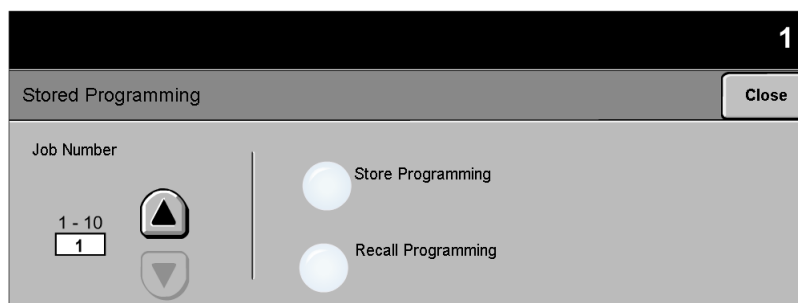 1
Stored Programming
Close
Job Number
Store Programming
1 - 10
1
Recall Programming